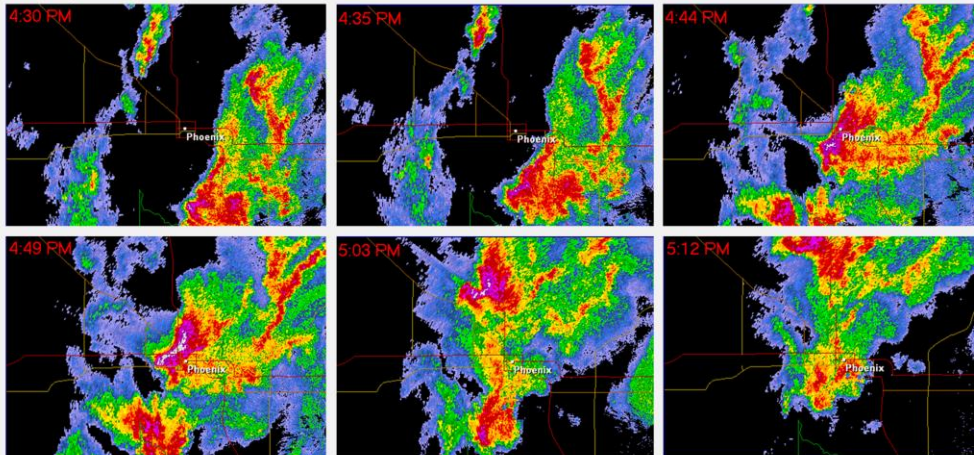 4:30 PM
Phoenix
4:35 PM
Phoenix
4:44 PM
Phoenix
4:49 PM
Phoenix
5:03 PM
Phoenix
5:12 PM
Phoenix